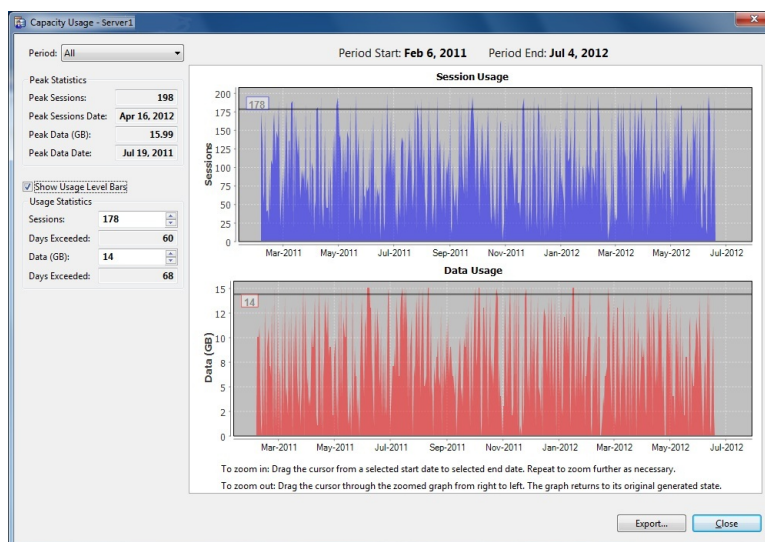 Capacity Usage - Server1
Period: All
Period Start: Feb 6, 2011 Period End: Jul 4, 2012
Peak Statistics
Peak Sessions: 198
Peak Sessions Date: Apr 16, 2012
Peak Data (GB): 15.99
Peak Data Date: Jul 19, 2011
Show Usage Level Bars
Usage Statistics
Sessions: 178
Days Exceeded: 60
Data (GB): 14
Days Exceeded: 68
Session Usage
Sessions
200
175
150
125
100
75
50
25
0
178
Mar-2011 May-2011 Jul-2011 Sep-2011 Nov-2011 Jan-2012 Mar-2012 May-2012 Jul-2012
Data Usage
Data (GB)
15
12
10
8
5
2
0
14
Mar-2011 May-2011 Jul-2011 Sep-2011 Nov-2011 Jan-2012 Mar-2012 May-2012 Jul-2012
To zoom in: Drag the cursor from a selected start date to selected end date. Repeat to zoom further as necessary.
To zoom out: Drag the cursor through the zoomed graph from right to left. The graph returns to its original generated state.
Export... Close